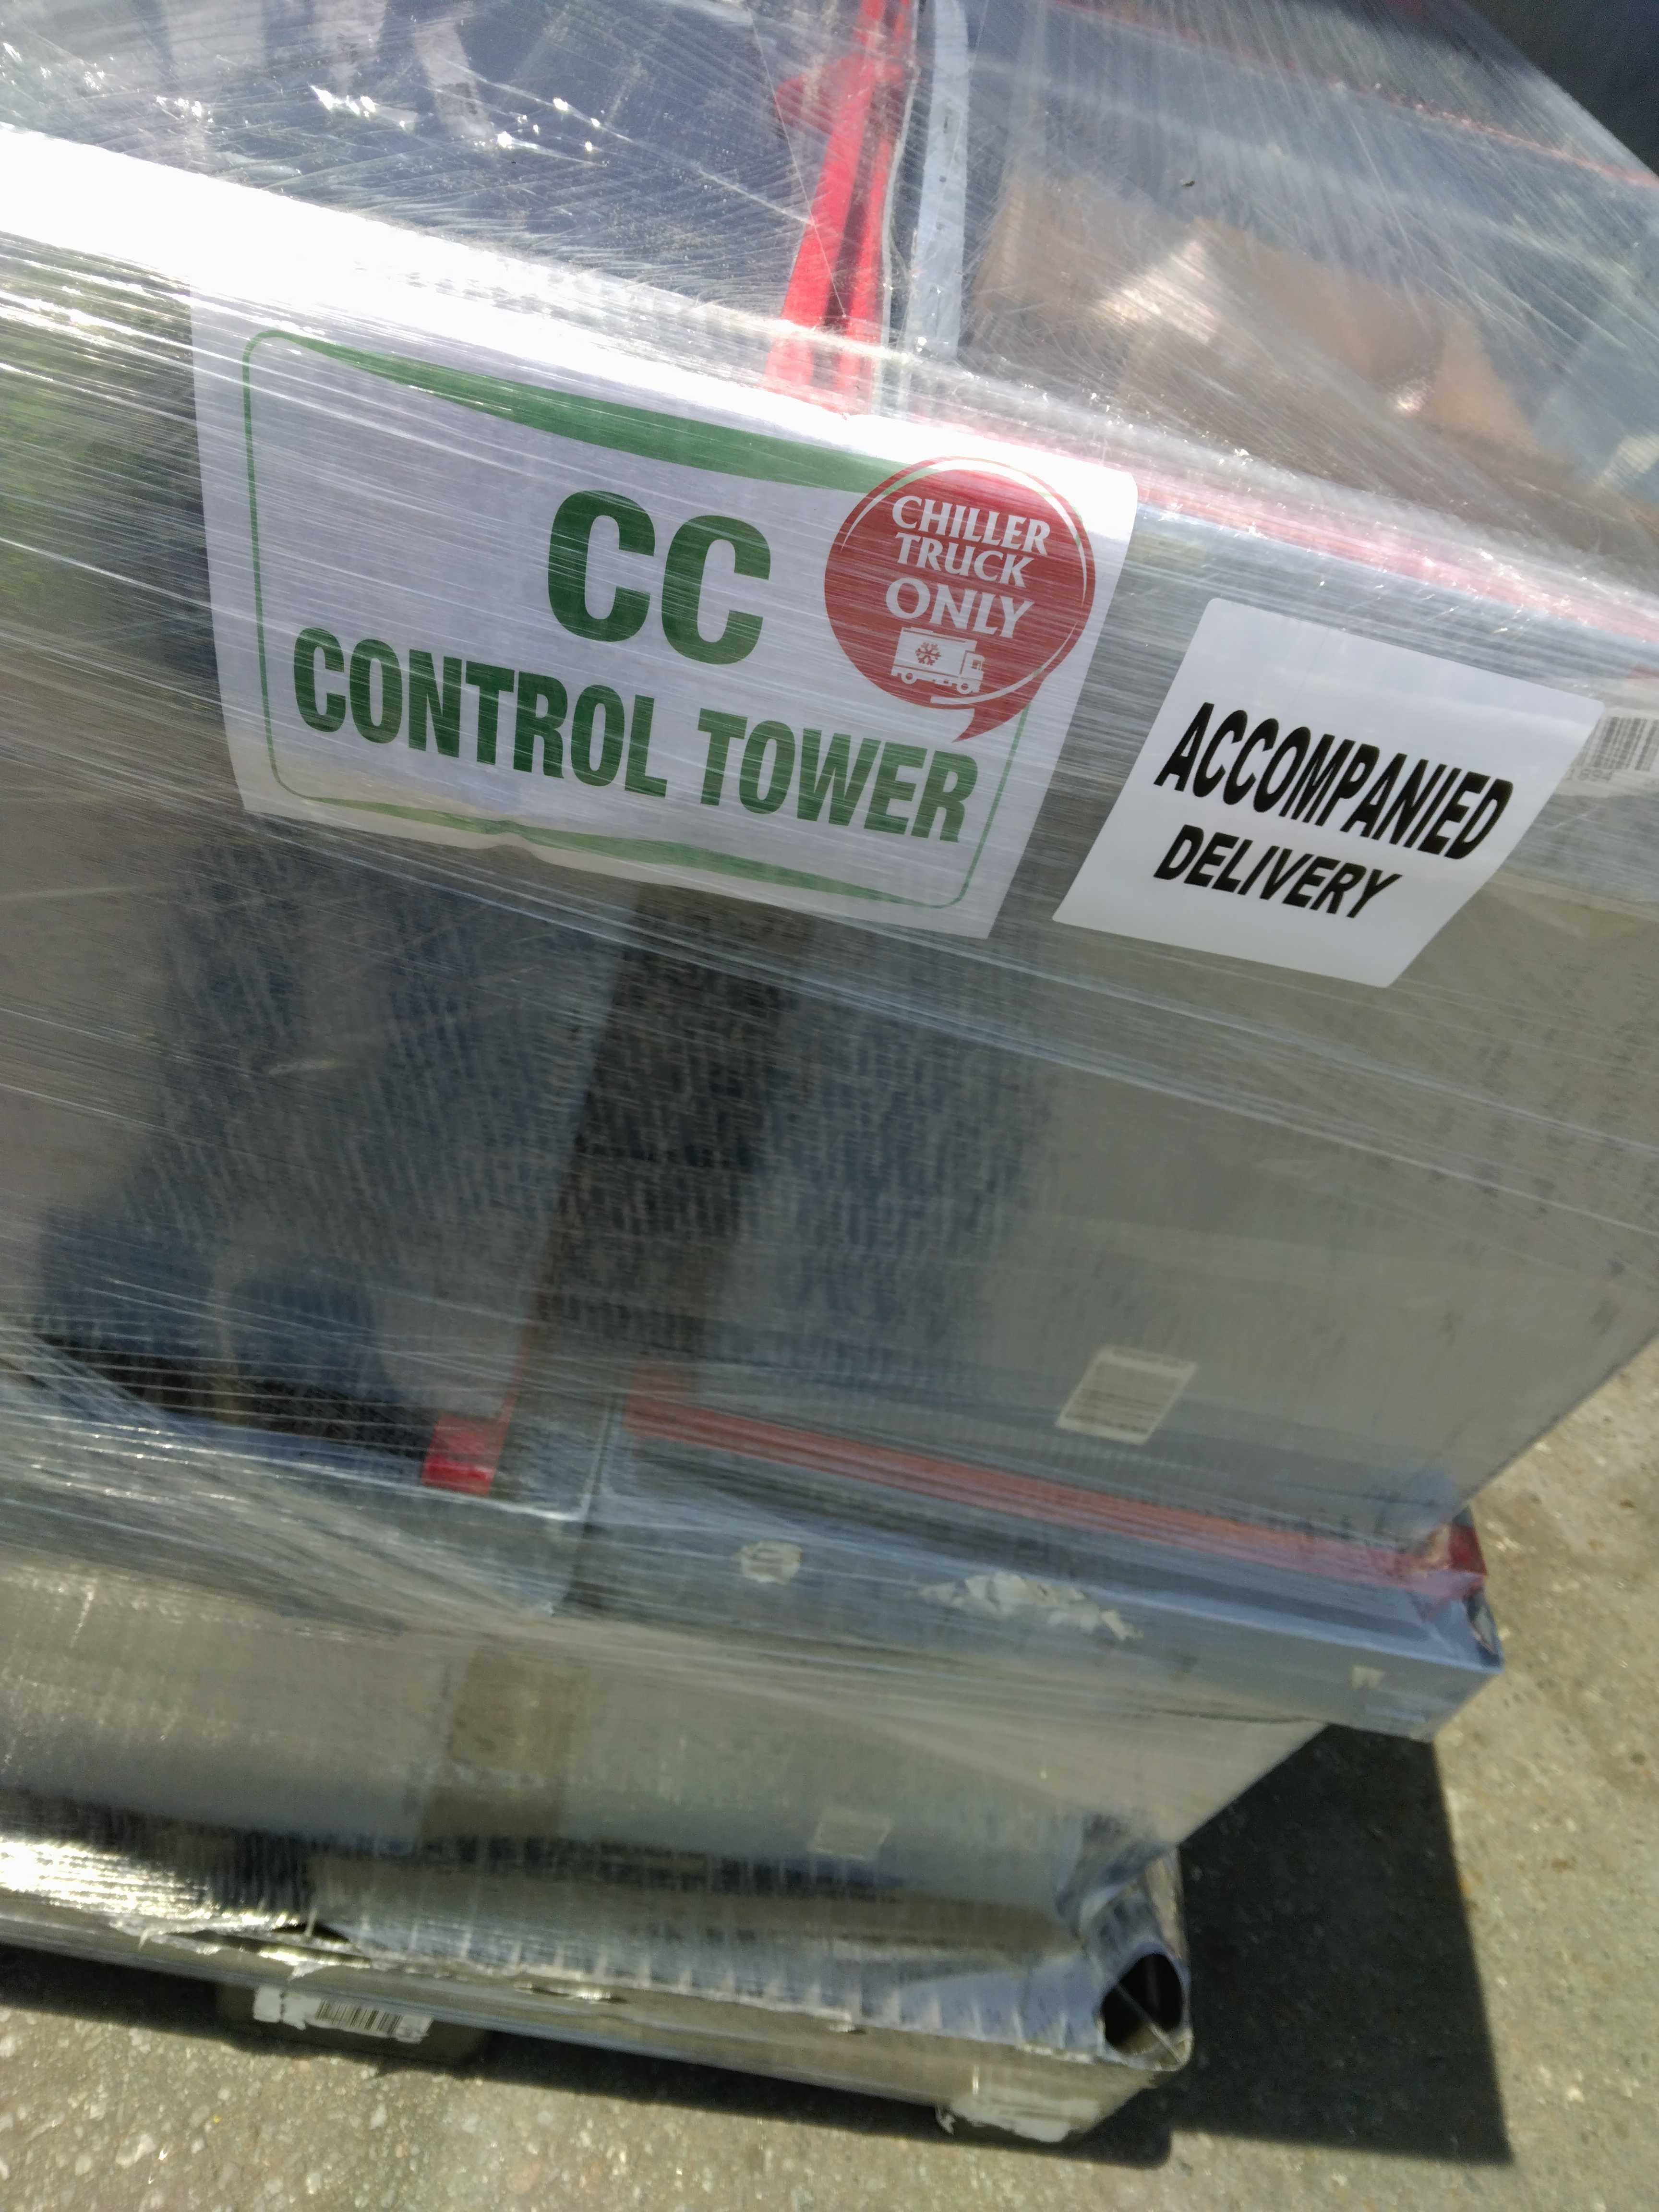 CC
CONTROL TOWER
CHILLER
TRUCK
ONLY
ACCOMPANIED
DELIVERY